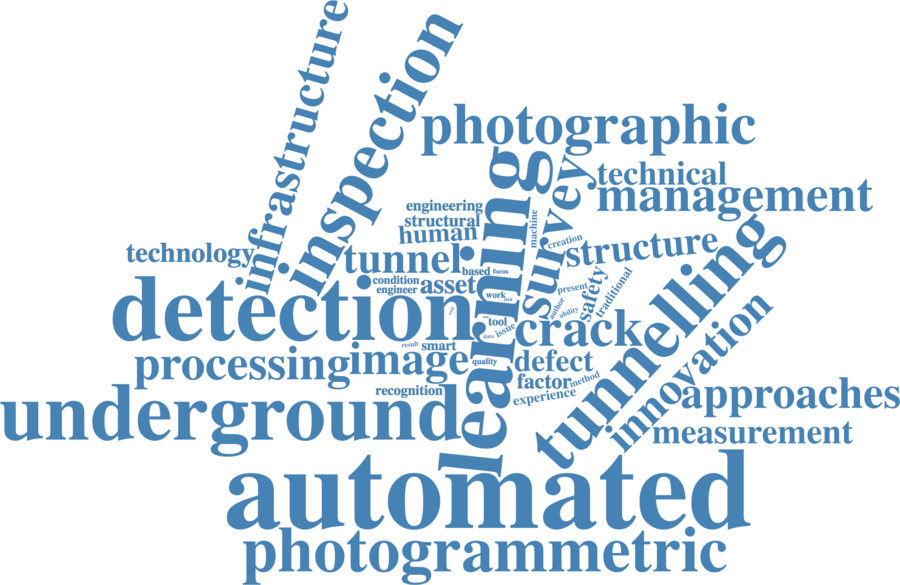 infrastructure
inspection
photographic
learning
survey
technical
management
engineering
structural
human
machine
creation
structure
technology
tunnel
based
focus
condition
engineer
asset
work
present
safety
traditional
tunnelling
detection
author
ability
tool
issue
crack
data
result
smart
processing
image
quality
defect
innovation
recognition
factor
method
experience
approaches
underground
measurement
automated
photogrammetric